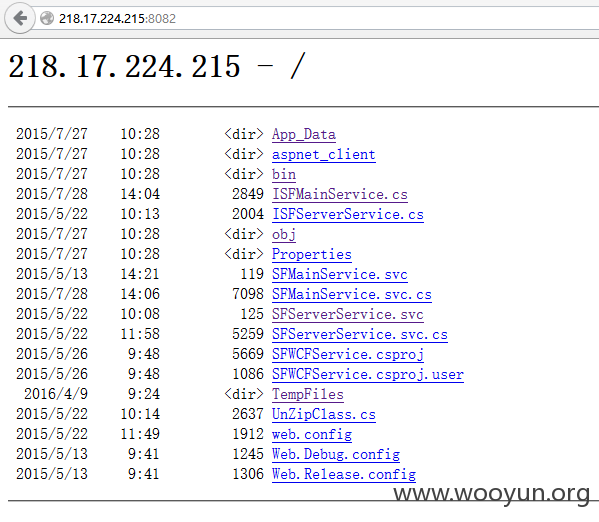 218.17.224.215:8082
218.17.224.215 - /
2015/7/27 10:28 <dir> App_Data
2015/7/27 10:28 <dir> aspnet_client
2015/7/27 10:28 <dir> bin
2015/7/28 14:04 2849 ISFMainService.cs
2015/5/22 10:13 2004 ISFServerService.cs
2015/7/27 10:28 <dir> obj
2015/7/27 10:28 <dir> Properties
2015/5/13 14:21 119 SFMainService.svc
2015/7/28 14:06 7098 SFMainService.svc.cs
2015/5/22 10:08 125 SFServerService.svc
2015/5/22 11:58 5259 SFServerService.svc.cs
2015/5/26 9:48 5669 SFWCFService.csproj
2015/5/26 9:48 1086 SFWCFService.csproj.user
2016/4/9 9:24 <dir> TempFiles
2015/5/22 10:14 2637 UnZipClass.cs
2015/5/22 11:49 1912 web.config
2015/5/13 9:41 1245 Web.Debug.config
2015/5/13 9:41 1306 Web.Release.config
www.wooyun.org